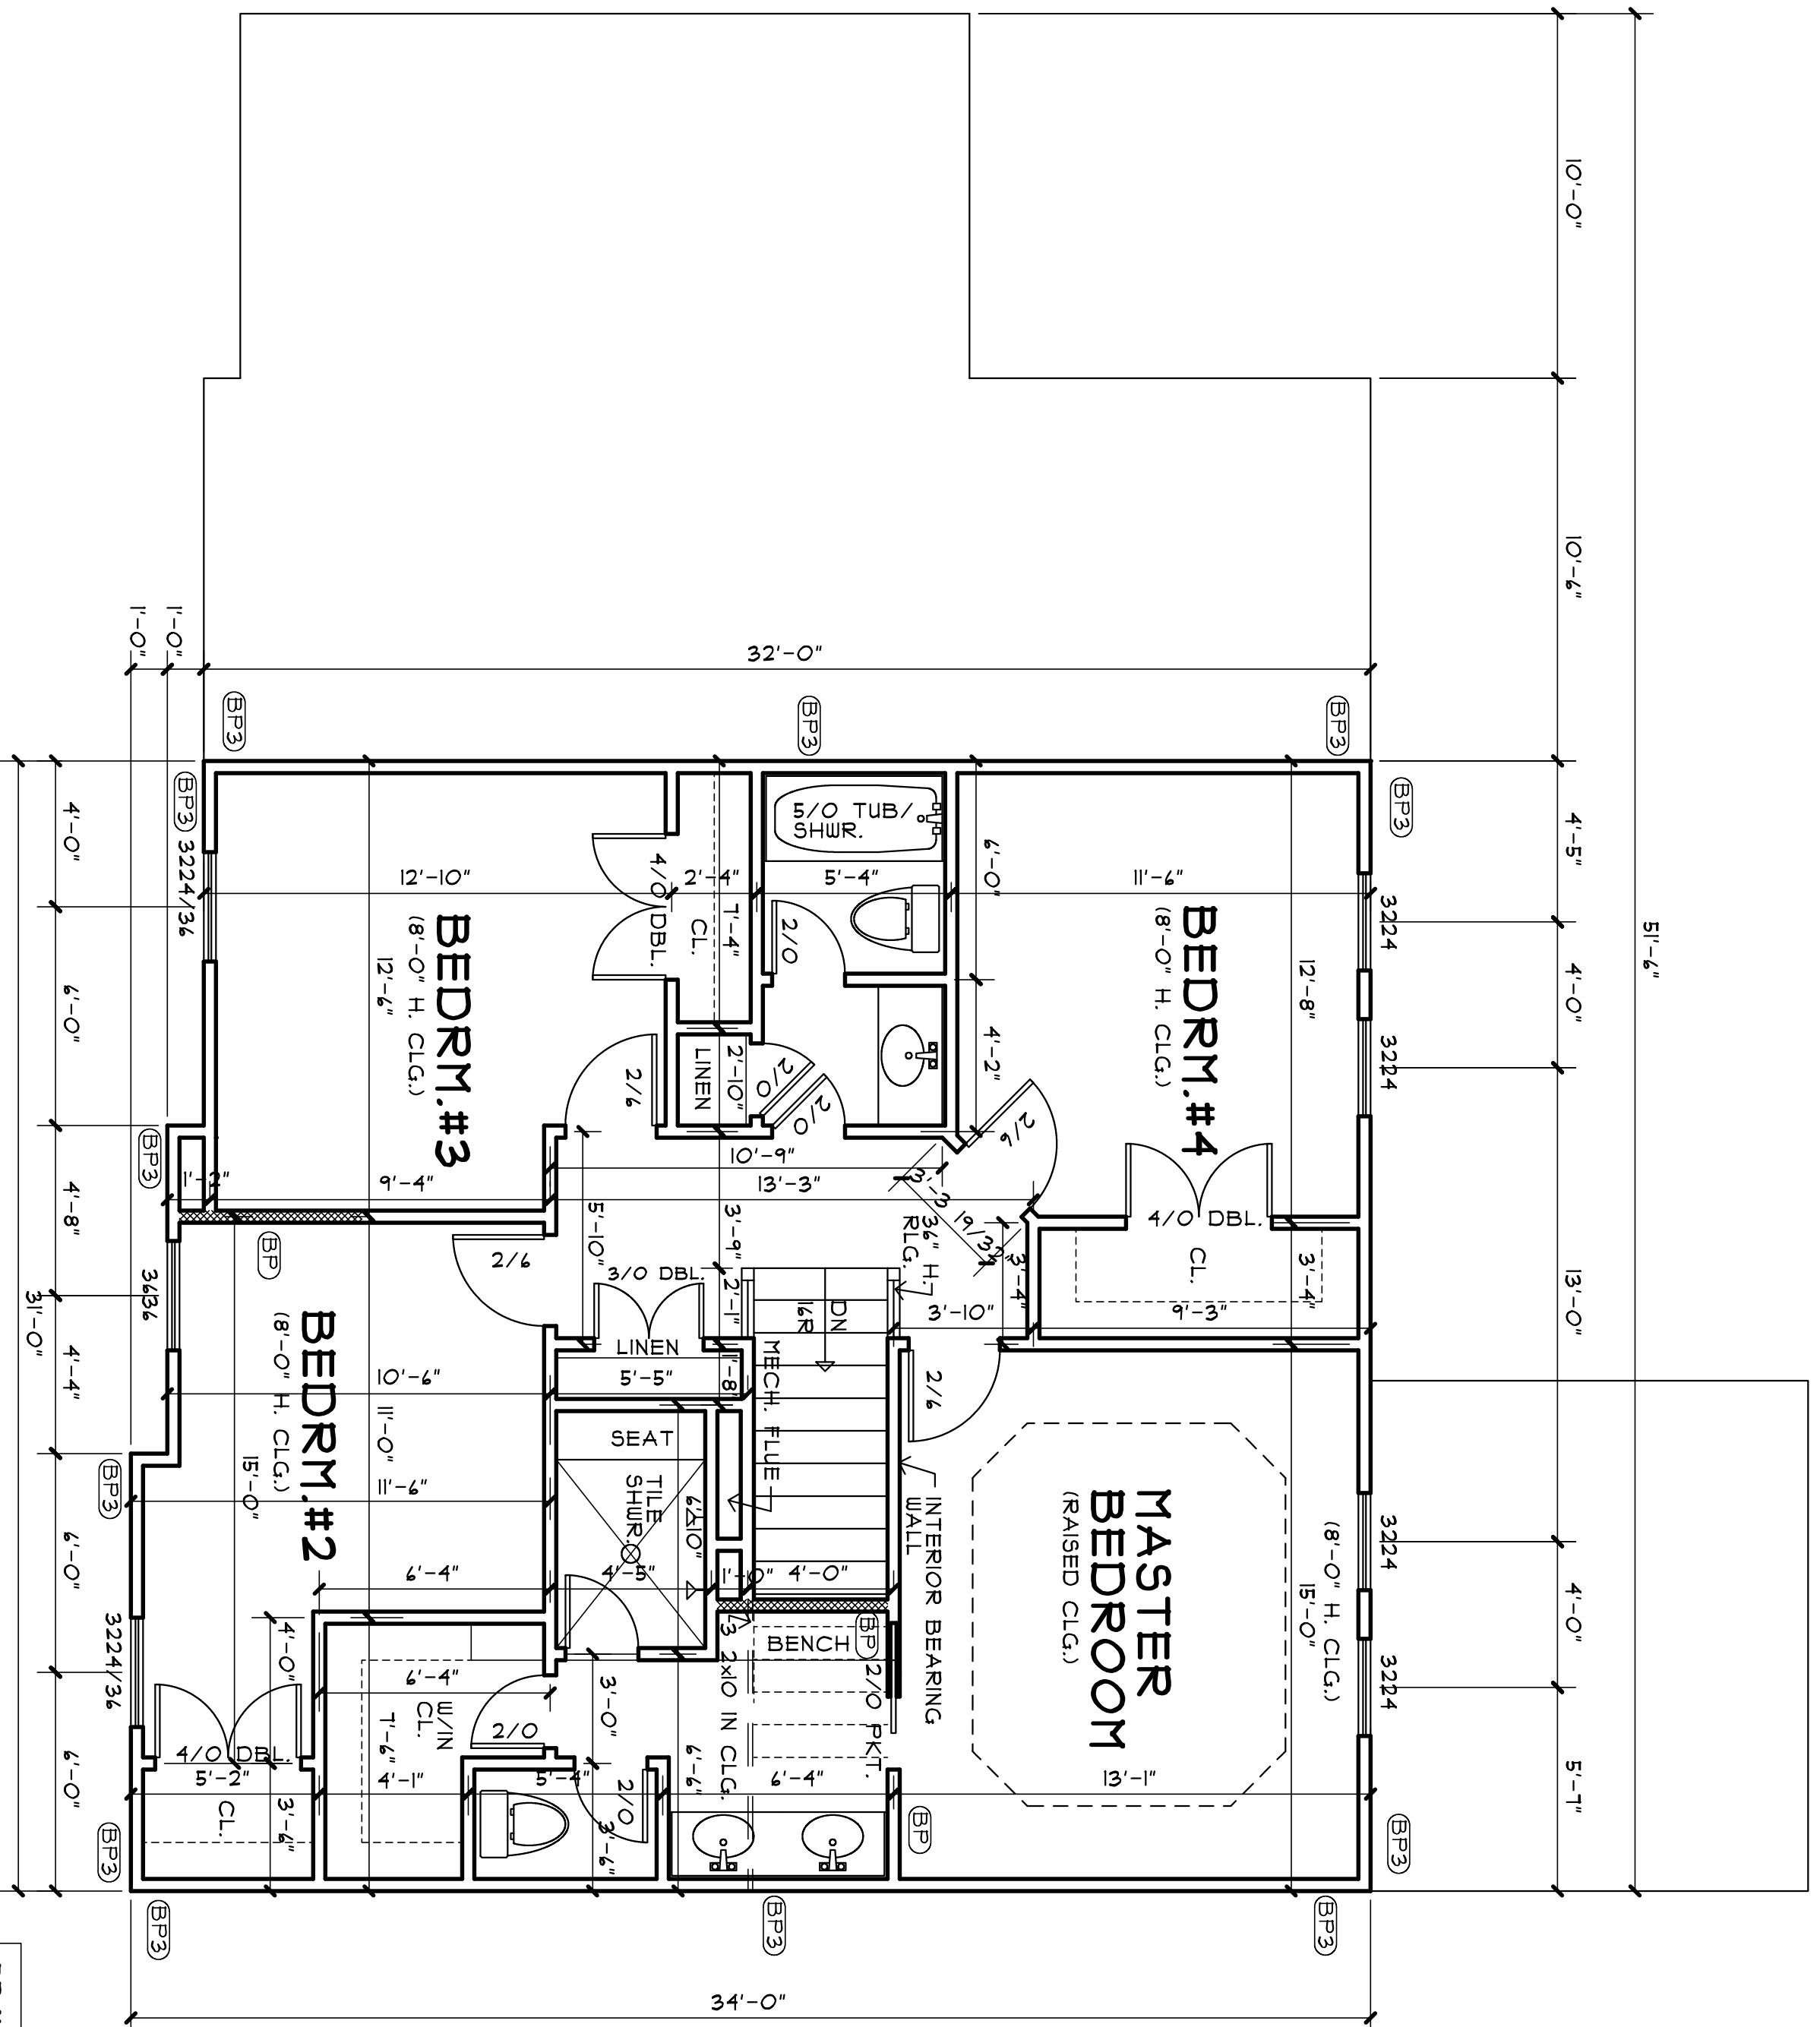 10'-0"
51'-6"
10'-6"
4'-5"
4'-0"
13'-0"
4'-0"
5'-7"
32'-0"
1'-0"
1'-0"
BP3
BP3
BP3
BP3
BP3
3224/36
4'-0"
6'-0"
4'-8"
4'-4"
6'-0"
6'-0"
31'-0"
12'-10"
2'-4"
5'-4"
11'-6"
5/0 TUB/
SHWR.
6'-0"
4'-2"
4/0 DBL.
7'-4"
CL.
2/0
BEDRM.#3
(8'-0" H. CLG.)
12'-6"
BEDRM.#4
(8'-0" H. CLG.)
12'-8"
3224
3224
2/6
LINEN
2'-10"
2/0
2/0
2/6
10'-9"
13'-3"
9'-4"
1'-2"
BP3
3'-3 19/32"
5'-10"
3'-9"
2'-1"
36" H.
RLG.
4/0 DBL.
CL.
3'-4"
3'-4"
3'-10"
9'-3"
BP
3636
2/6
3/0 DBL.
LINEN
5'-5"
1'-8"
DN
16R
MECH. FLUE
2/6
BEDRM.#2
(8'-0" H. CLG.)
10'-6"
11'-0"
11'-6"
15'-0"
BP3
SEAT
TILE
SHWR.
6'-10"
6'-4"
4'-5"
1'-0"
4'-0"
INTERIOR BEARING
WALL
MASTER
BEDROOM
(RAISED CLG.)
(8'-0" H. CLG.)
15'-0"
3224
3224
BP
BENCH
2/0 PKT.
3 2x10 IN CLG.
3224/36
4'-0"
6'-4"
W/IN
CL.
7'-6"
2/0
3'-0"
6'-6"
4/0 DBL.
5'-2"
4'-1"
5'-4"
6'-4"
13'-1"
CL.
3'-6"
2/0
3'-6"
BP
BP3
BP3
BP3
BP3
BP3
34'-0"